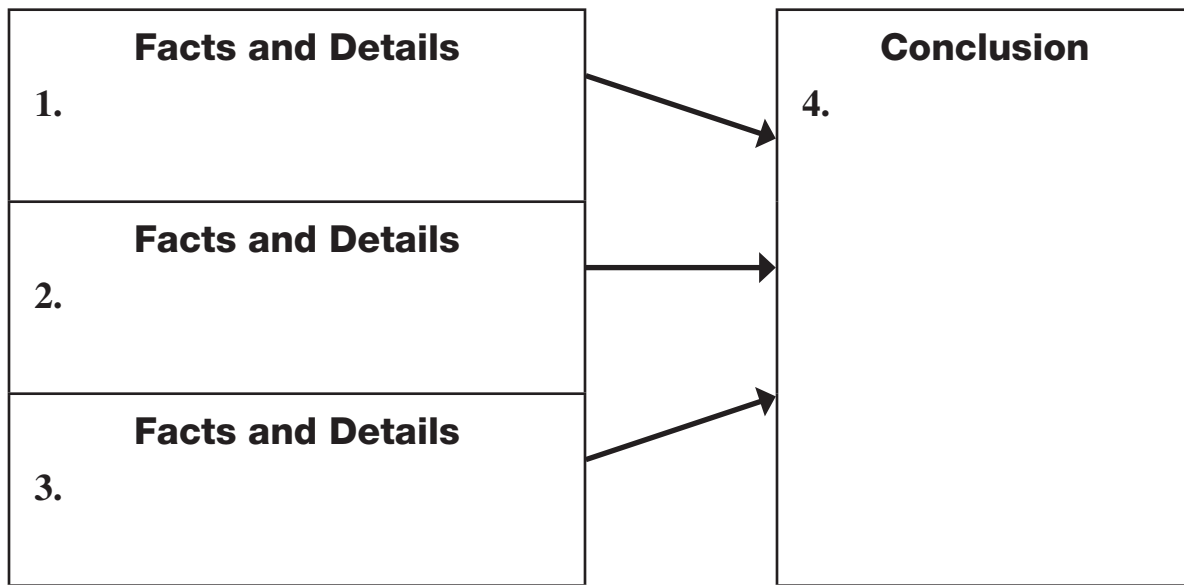 Facts and Details
1.
Facts and Details
2.
Facts and Details
3.
Conclusion
4.